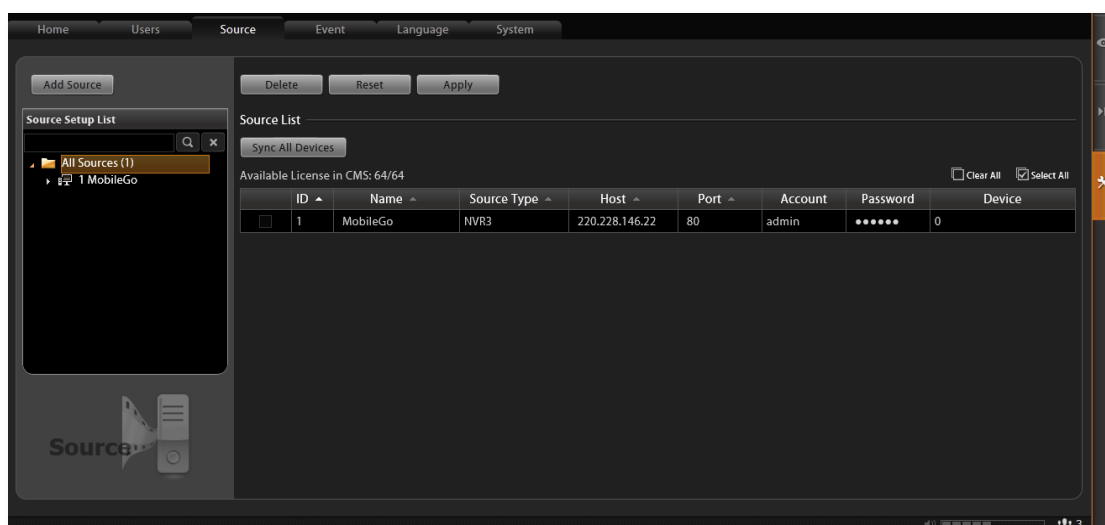 Home Users Source Event Language System
Add Source
Delete Reset Apply
Source Setup List
Source List
Sync All Devices
All Sources (1)
1 MobileGo
Available License in CMS: 64/64
Clear All Select All
ID Name Source Type Host Port Account Password Device
1 MobileGo NVR3 220.228.146.22 80 admin ●●●●●● 0
Source
3